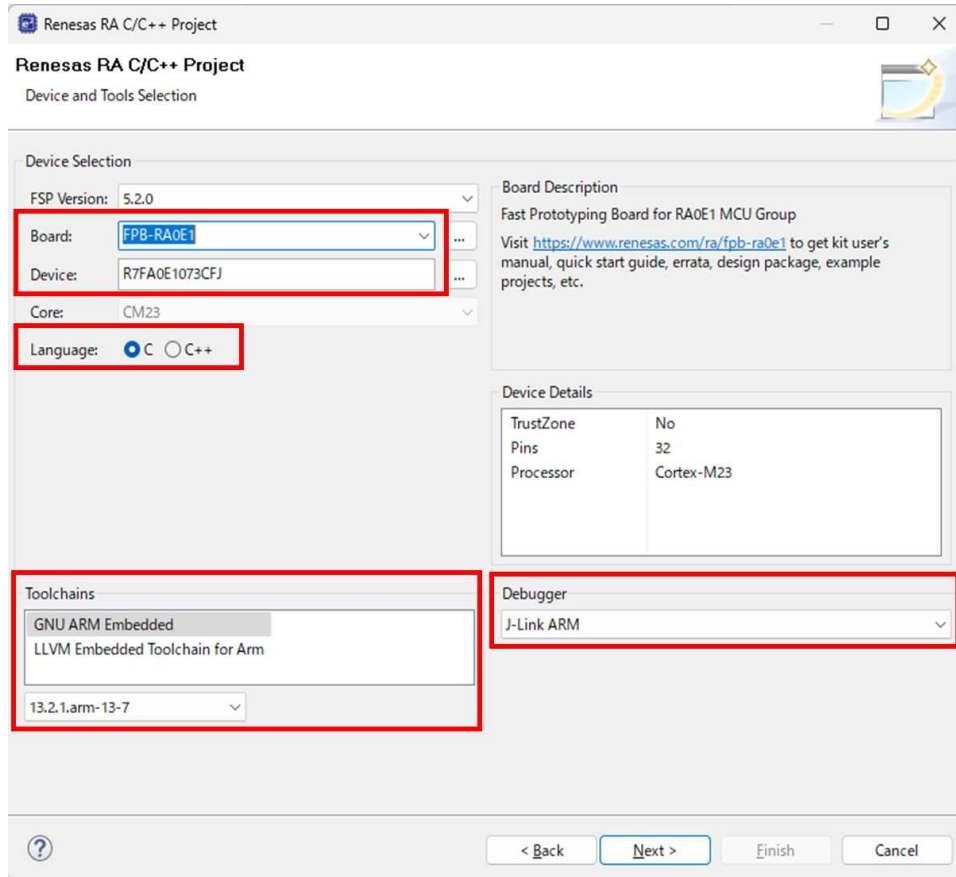 Renesas RA C/C++ Project
Renesas RA C/C++ Project
Device and Tools Selection
Device Selection
FSP Version: 5.2.0
Board: FPB-RA0E1 ...
Device: R7FA0E1073CFJ ...
Core: CM23
Language: C C++
Board Description
Fast Prototyping Board for RA0E1 MCU Group
Visit https://www.renesas.com/ra/fpb-ra0e1 to get kit user's
manual, quick start guide, errata, design package, example
projects, etc.
Device Details
TrustZone No
Pins 32
Processor Cortex-M23
Toolchains
GNU ARM Embedded
LLVM Embedded Toolchain for Arm
13.2.1.arm-13-7
Debugger
J-Link ARM
? < Back Next > Finish Cancel